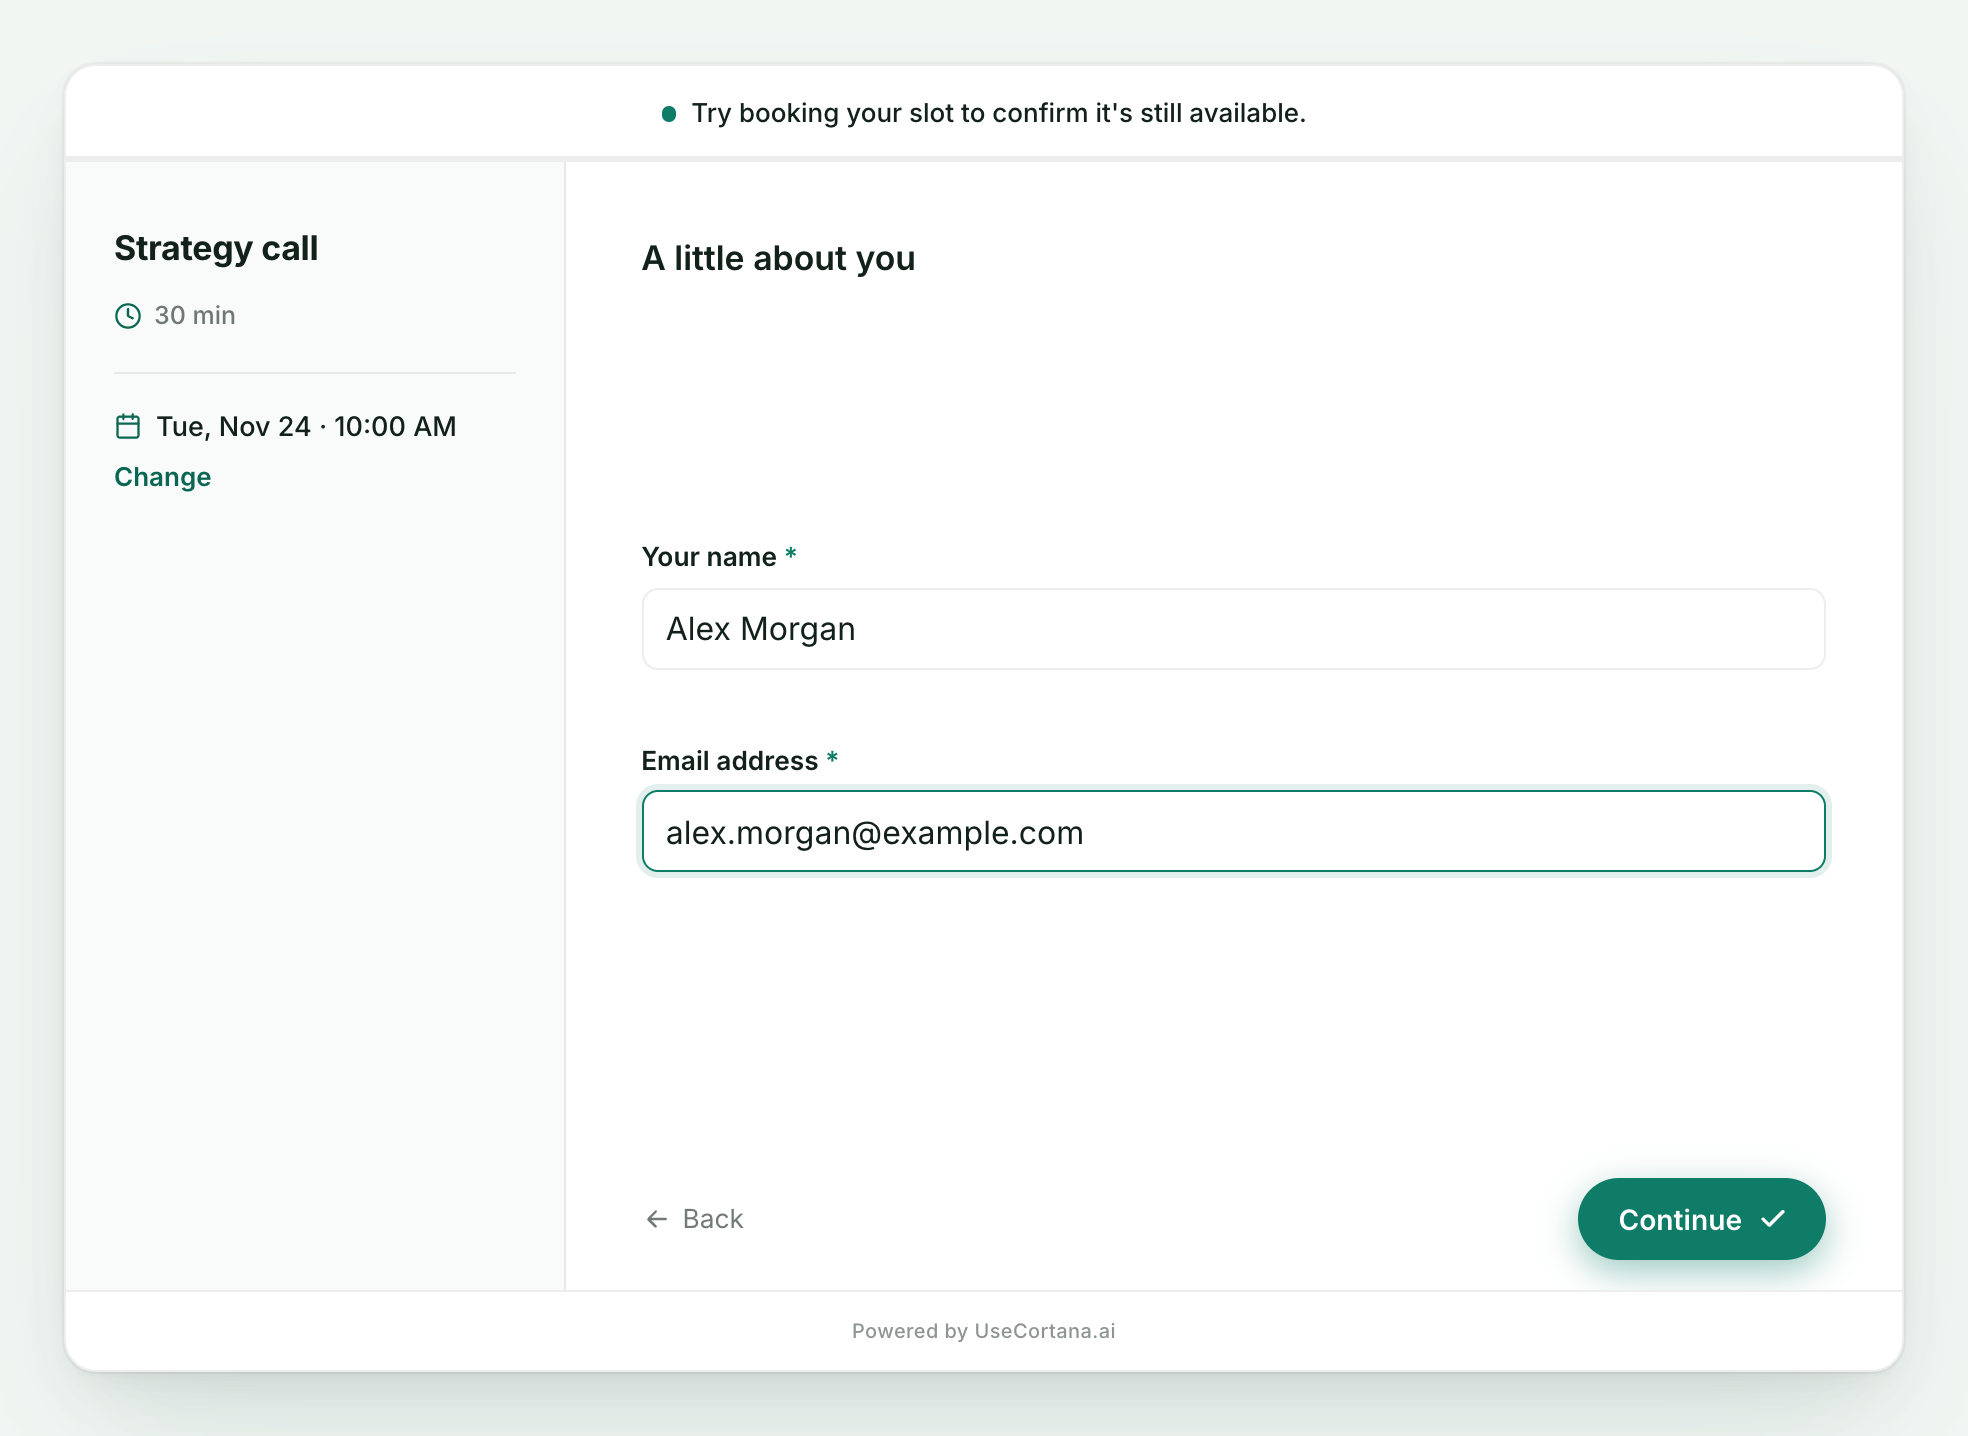 Try booking your slot to confirm it's still available.
Strategy call
30 min
Tue, Nov 24 · 10:00 AM
Change
A little about you
Your name *
Alex Morgan
Email address *
alex.morgan@example.com
Back
Continue
Powered by UseCortana.ai